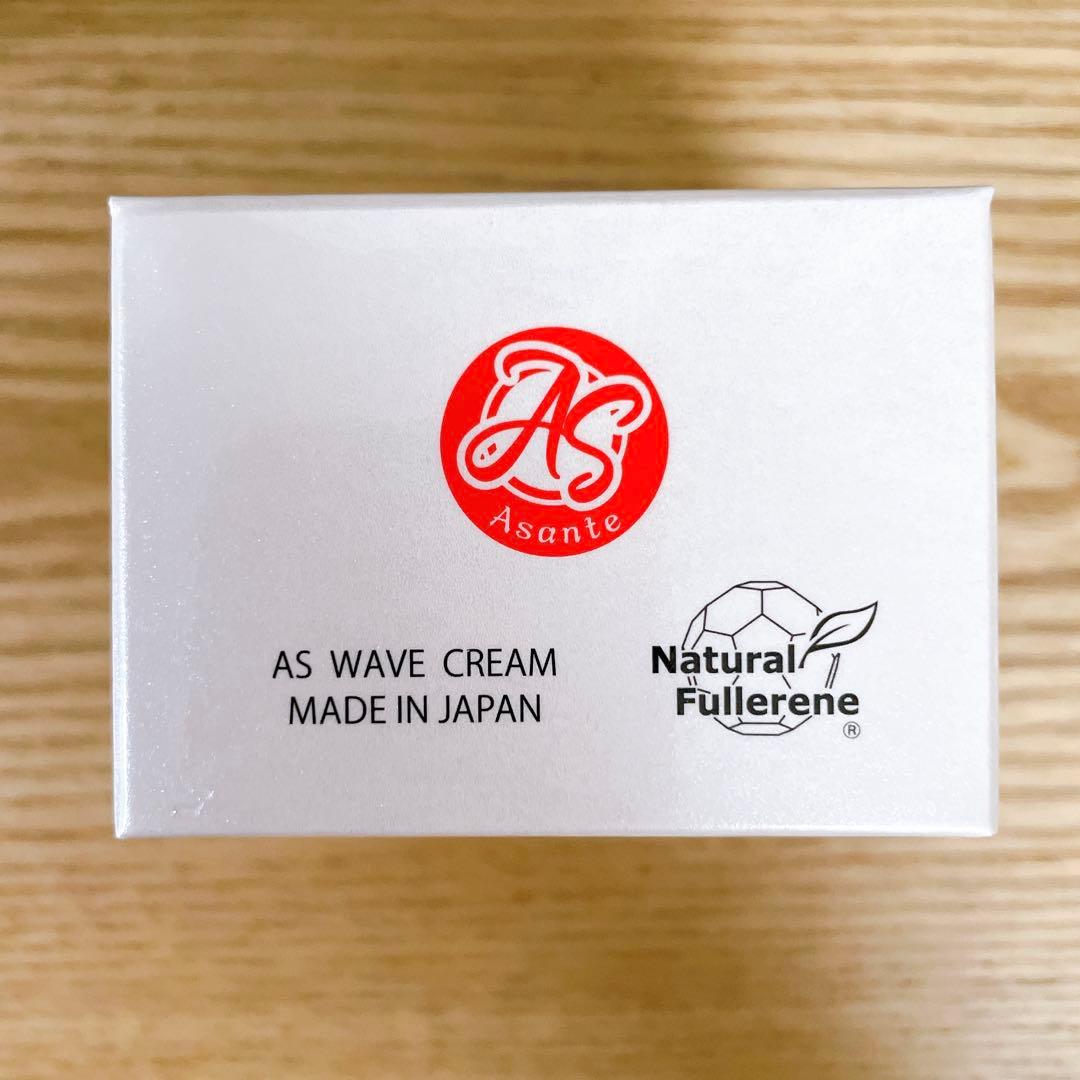 AS
Asante
AS WAVE CREAM
MADE IN JAPAN
Natural
Fullerene
®